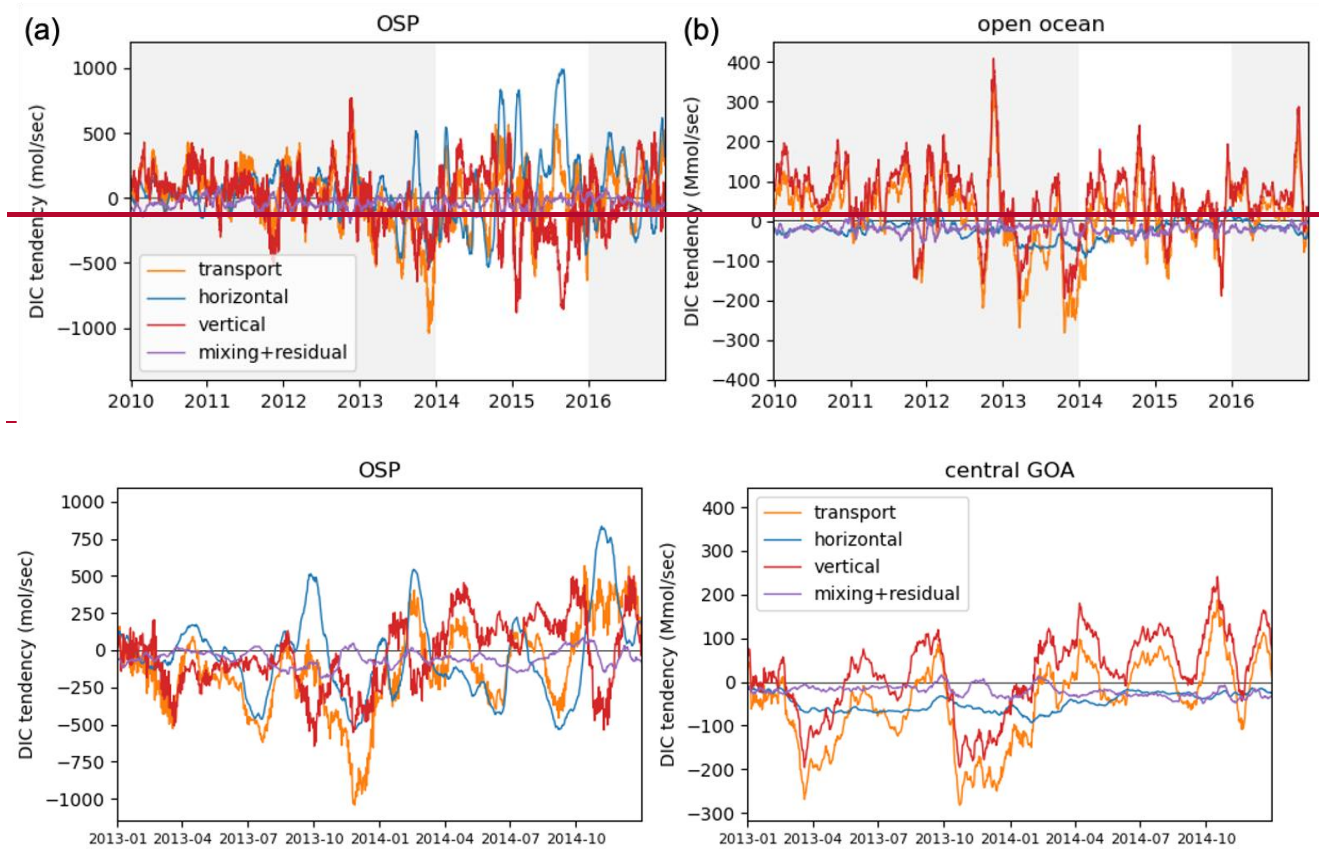 (a)
OSP
(b)
open ocean
DIC tendency (mol/sec)
1000
500
0
−500
−1000
transport
horizontal
vertical
mixing+residual
2010 2011 2012 2013 2014 2015 2016
DIC tendency (Mmol/sec)
400
300
200
100
0
−100
−200
−300
−400
2010 2011 2012 2013 2014 2015 2016
OSP
DIC tendency (mol/sec)
1000
750
500
250
0
−250
−500
−750
−1000
2013-01 2013-04 2013-07 2013-10 2014-01 2014-04 2014-07 2014-10
central GOA
DIC tendency (Mmol/sec)
400
300
200
100
0
−100
−200
−300
transport
horizontal
vertical
mixing+residual
2013-01 2013-04 2013-07 2013-10 2014-01 2014-04 2014-07 2014-10